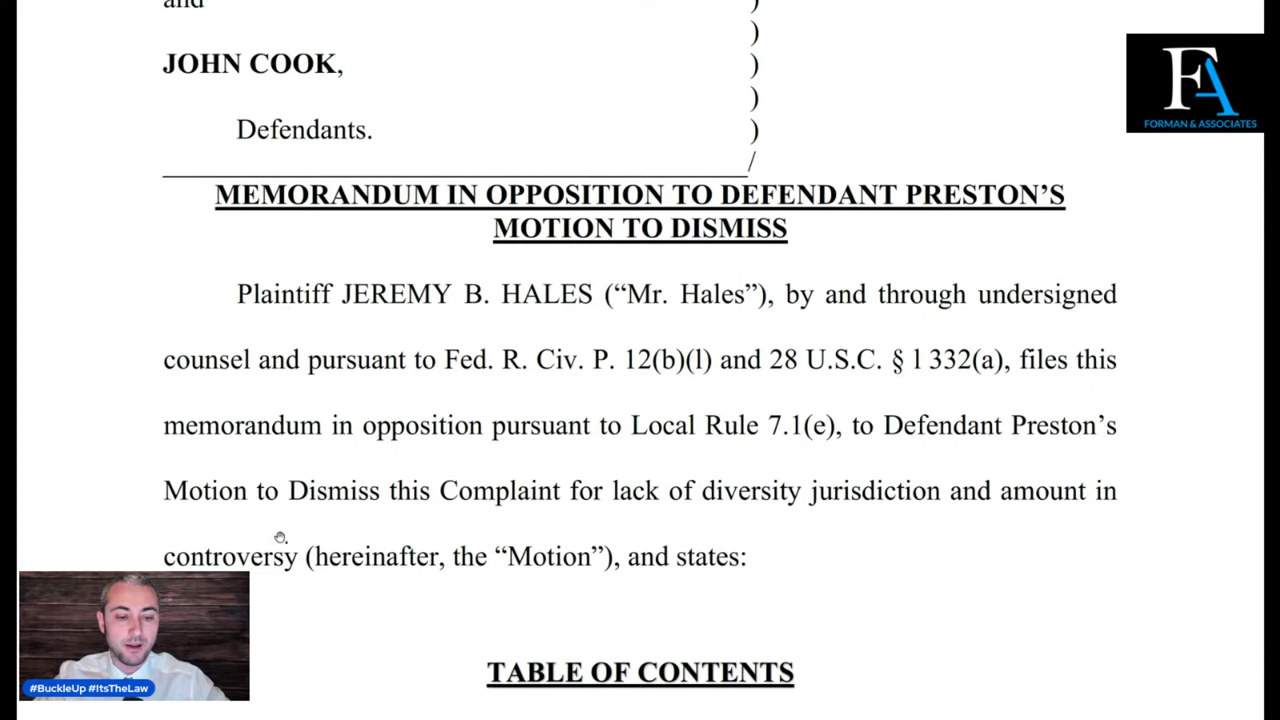 and
)
)
JOHN COOK, )
)
Defendants. )
/
MEMORANDUM IN OPPOSITION TO DEFENDANT PRESTON’S
MOTION TO DISMISS
Plaintiff JEREMY B. HALES (“Mr. Hales”), by and through undersigned
counsel and pursuant to Fed. R. Civ. P. 12(b)(l) and 28 U.S.C. § l 332(a), files this
memorandum in opposition pursuant to Local Rule 7.1(e), to Defendant Preston’s
Motion to Dismiss this Complaint for lack of diversity jurisdiction and amount in
controversy (hereinafter, the “Motion”), and states:
TABLE OF CONTENTS
FA
FORMAN & ASSOCIATES
#BuckleUp #ItsTheLaw